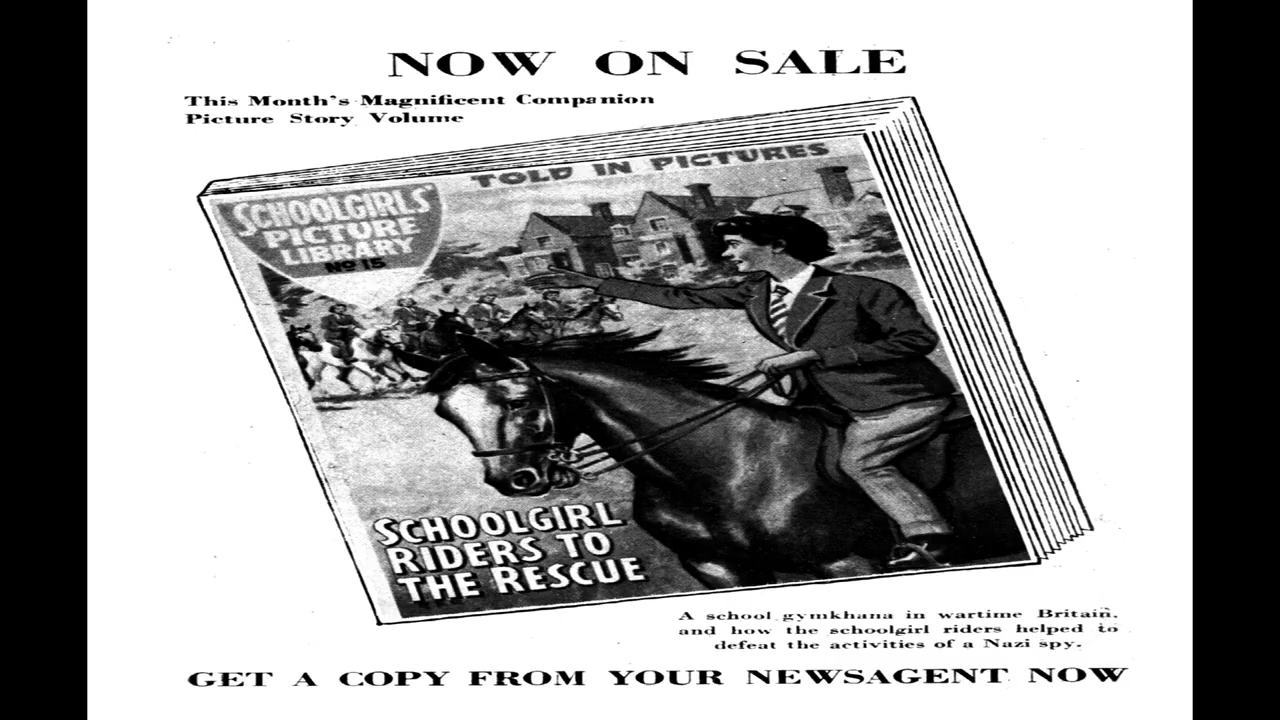 NOW ON SALE
This Month's Magnificent Companion
Picture Story Volume
TOLD IN PICTURES
SCHOOLGIRLS'
PICTURE
LIBRARY
No 15
SCHOOLGIRL
RIDERS TO
THE RESCUE
A school gymkhana in wartime Britain,
and how the schoolgirl riders helped to
defeat the activities of a Nazi spy.
GET A COPY FROM YOUR NEWSAGENT NOW